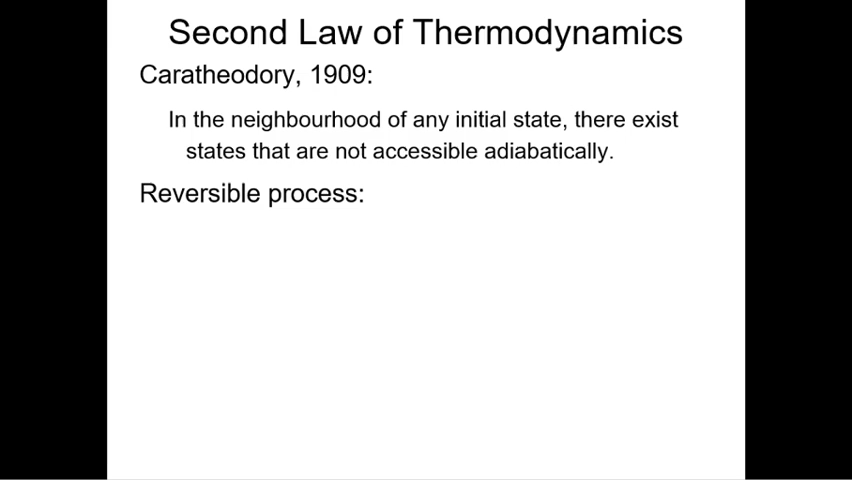 Second Law of Thermodynamics
Caratheodory, 1909:
In the neighbourhood of any initial state, there exist
states that are not accessible adiabatically.
Reversible process: